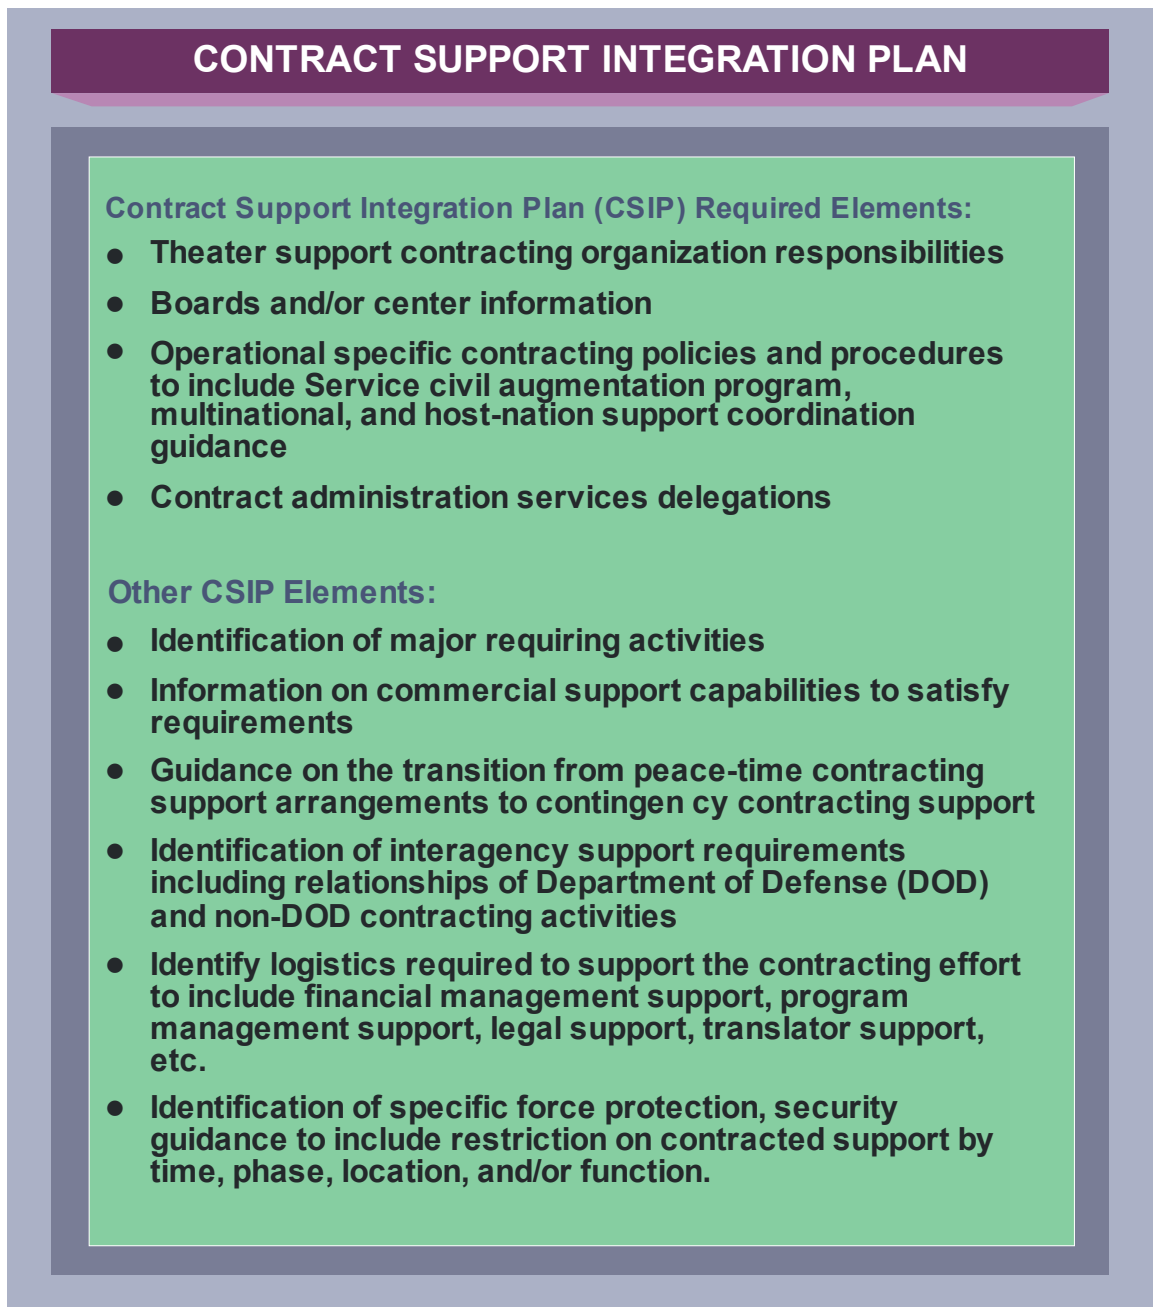 CONTRACT SUPPORT INTEGRATION PLAN
Contract Support Integration Plan (CSIP) Required Elements:
● Theater support contracting organization responsibilities
● Boards and/or center information
● Operational specific contracting policies and procedures
to include Service civil augmentation program,
multinational, and host-nation support coordination
guidance
● Contract administration services delegations
Other CSIP Elements:
● Identification of major requiring activities
● Information on commercial support capabilities to satisfy
requirements
● Guidance on the transition from peace-time contracting
support arrangements to contingen cy contracting support
● Identification of interagency support requirements
including relationships of Department of Defense (DOD)
and non-DOD contracting activities
● Identify logistics required to support the contracting effort
to include financial management support, program
management support, legal support, translator support,
etc.
● Identification of specific force protection, security
guidance to include restriction on contracted support by
time, phase, location, and/or function.